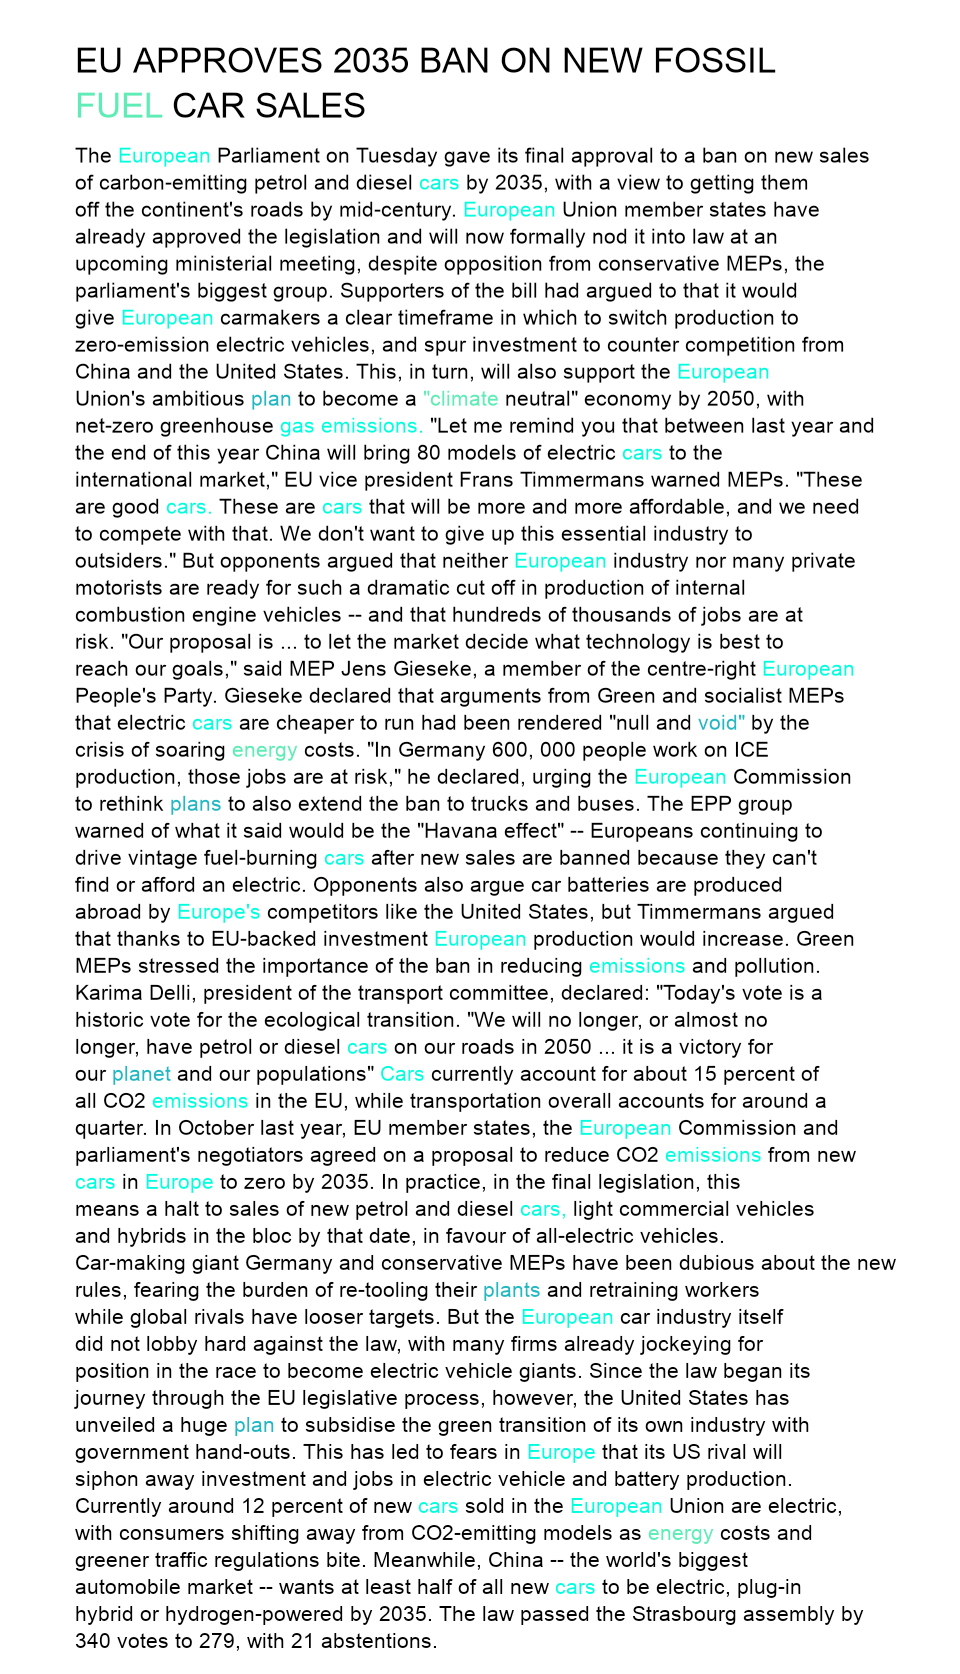 EU APPROVES 2035 BAN ON NEW FOSSIL
FUEL CAR SALES
The European Parliament on Tuesday gave its final approval to a ban on new sales
of carbon-emitting petrol and diesel cars by 2035, with a view to getting them
off the continent's roads by mid-century. European Union member states have
already approved the legislation and will now formally nod it into law at an
upcoming ministerial meeting, despite opposition from conservative MEPs, the
parliament's biggest group. Supporters of the bill had argued to that it would
give European carmakers a clear timeframe in which to switch production to
zero-emission electric vehicles, and spur investment to counter competition from
China and the United States. This, in turn, will also support the European
Union's ambitious plan to become a "climate neutral" economy by 2050, with
net-zero greenhouse gas emissions. "Let me remind you that between last year and
the end of this year China will bring 80 models of electric cars to the
international market," EU vice president Frans Timmermans warned MEPs. "These
are good cars. These are cars that will be more and more affordable, and we need
to compete with that. We don't want to give up this essential industry to
outsiders." But opponents argued that neither European industry nor many private
motorists are ready for such a dramatic cut off in production of internal
combustion engine vehicles -- and that hundreds of thousands of jobs are at
risk. "Our proposal is ... to let the market decide what technology is best to
reach our goals," said MEP Jens Gieseke, a member of the centre-right European
People's Party. Gieseke declared that arguments from Green and socialist MEPs
that electric cars are cheaper to run had been rendered "null and void" by the
crisis of soaring energy costs. "In Germany 600, 000 people work on ICE
production, those jobs are at risk," he declared, urging the European Commission
to rethink plans to also extend the ban to trucks and buses. The EPP group
warned of what it said would be the "Havana effect" -- Europeans continuing to
drive vintage fuel-burning cars after new sales are banned because they can't
find or afford an electric. Opponents also argue car batteries are produced
abroad by Europe's competitors like the United States, but Timmermans argued
that thanks to EU-backed investment European production would increase. Green
MEPs stressed the importance of the ban in reducing emissions and pollution.
Karima Delli, president of the transport committee, declared: "Today's vote is a
historic vote for the ecological transition. "We will no longer, or almost no
longer, have petrol or diesel cars on our roads in 2050 ... it is a victory for
our planet and our populations" Cars currently account for about 15 percent of
all CO2 emissions in the EU, while transportation overall accounts for around a
quarter. In October last year, EU member states, the European Commission and
parliament's negotiators agreed on a proposal to reduce CO2 emissions from new
cars in Europe to zero by 2035. In practice, in the final legislation, this
means a halt to sales of new petrol and diesel cars, light commercial vehicles
and hybrids in the bloc by that date, in favour of all-electric vehicles.
Car-making giant Germany and conservative MEPs have been dubious about the new
rules, fearing the burden of re-tooling their plants and retraining workers
while global rivals have looser targets. But the European car industry itself
did not lobby hard against the law, with many firms already jockeying for
position in the race to become electric vehicle giants. Since the law began its
journey through the EU legislative process, however, the United States has
unveiled a huge plan to subsidise the green transition of its own industry with
government hand-outs. This has led to fears in Europe that its US rival will
siphon away investment and jobs in electric vehicle and battery production.
Currently around 12 percent of new cars sold in the European Union are electric,
with consumers shifting away from CO2-emitting models as energy costs and
greener traffic regulations bite. Meanwhile, China -- the world's biggest
automobile market -- wants at least half of all new cars to be electric, plug-in
hybrid or hydrogen-powered by 2035. The law passed the Strasbourg assembly by
340 votes to 279, with 21 abstentions.